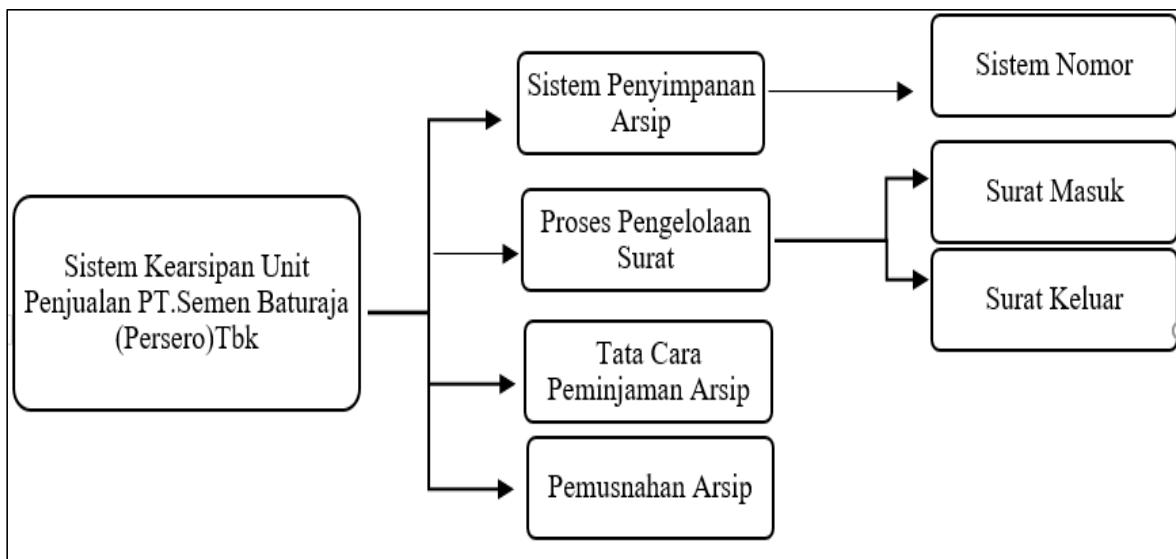 Sistem Kearsipan Unit
Penjualan PT.Semen Baturaja
(Persero)Tbk
Sistem Penyimpanan
Arsip
Proses Pengelolaan
Surat
Tata Cara
Peminjaman Arsip
Pemusnahan Arsip
Sistem Nomor
Surat Masuk
Surat Keluar